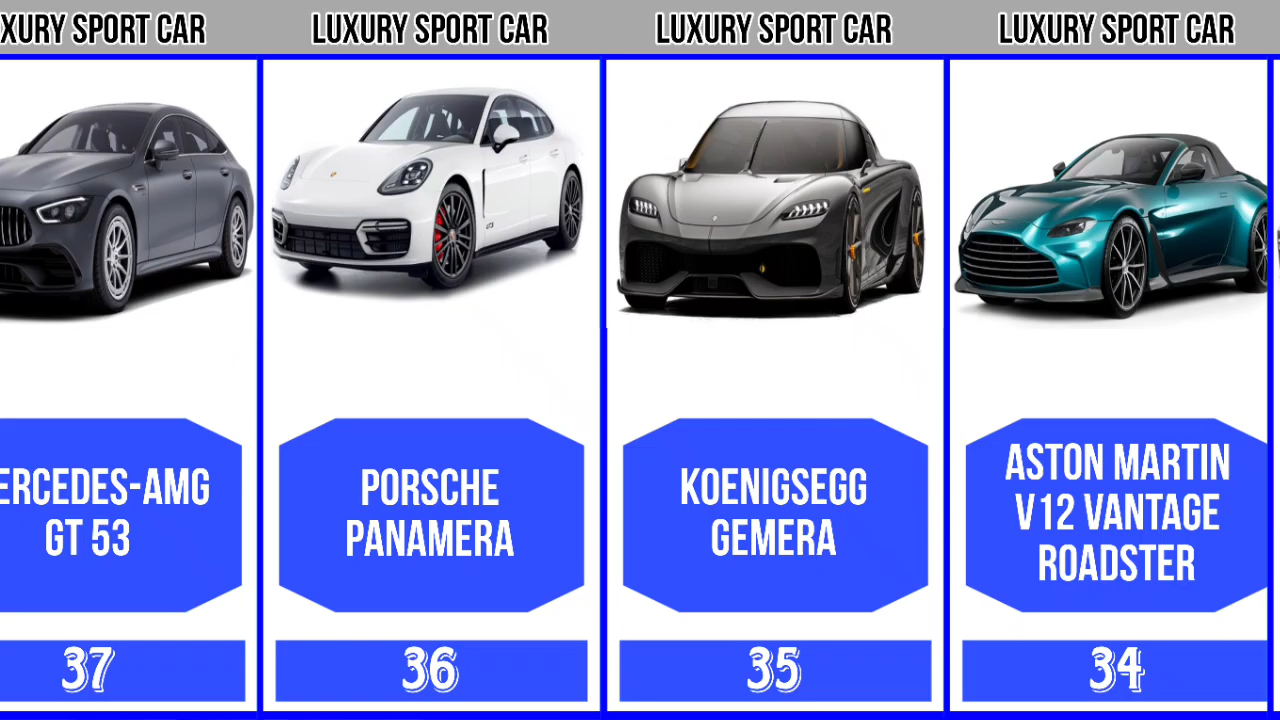 XURY SPORT CAR
LUXURY SPORT CAR
LUXURY SPORT CAR
LUXURY SPORT CAR
ERCEDES-AMG
GT 53
PORSCHE
PANAMERA
KOENIGSEGG
GEMERA
ASTON MARTIN
V12 VANTAGE
ROADSTER
37
36
35
34